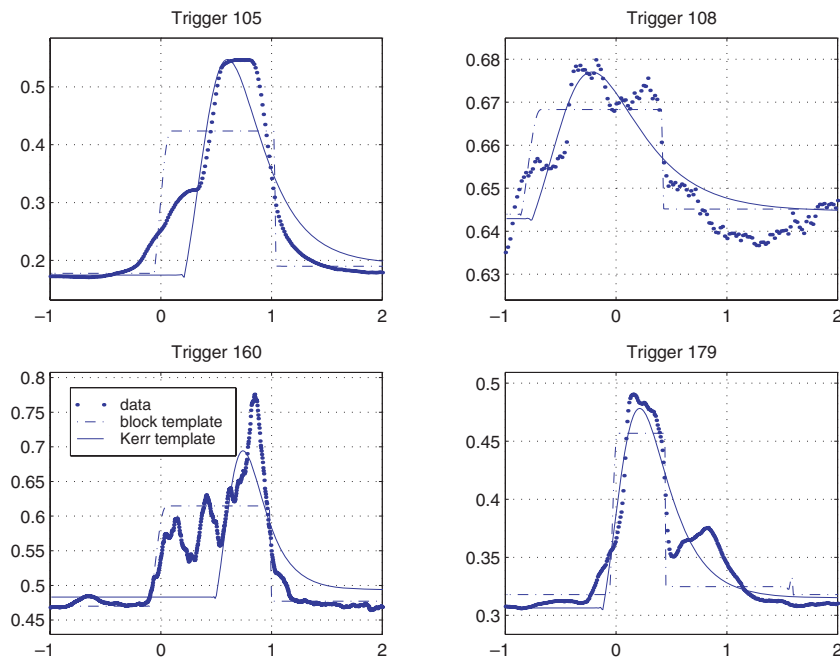 Trigger 105
0.5
0.4
0.3
0.2
−1 0 1 2
Trigger 108
0.68
0.67
0.66
0.65
0.64
0.63
−1 0 1 2
Trigger 160
0.8
0.75
0.7
0.65
0.6
0.55
0.5
0.45
data
block template
Kerr template
−1 0 1 2
Trigger 179
0.5
0.45
0.4
0.35
0.3
−1 0 1 2